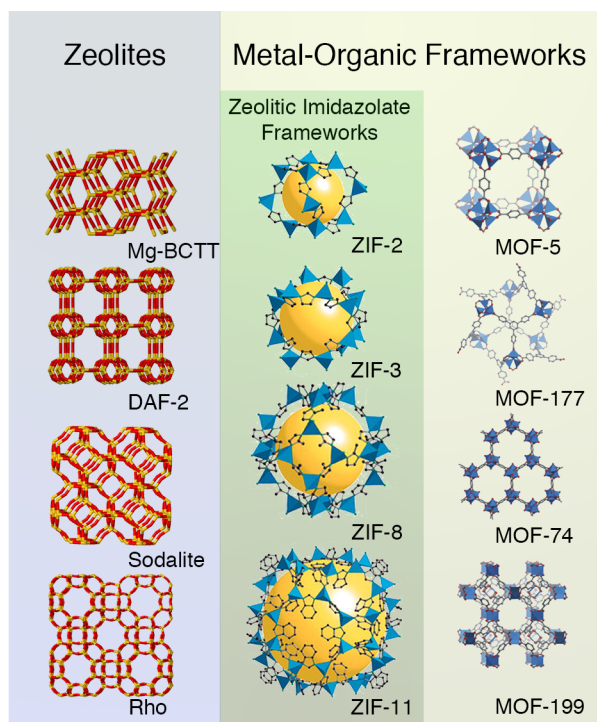 Zeolites
Metal-Organic Frameworks
Zeolitic Imidazolate
Frameworks
Mg-BCTT
ZIF-2
MOF-5
DAF-2
ZIF-3
MOF-177
Sodalite
ZIF-8
MOF-74
Rho
ZIF-11
MOF-199